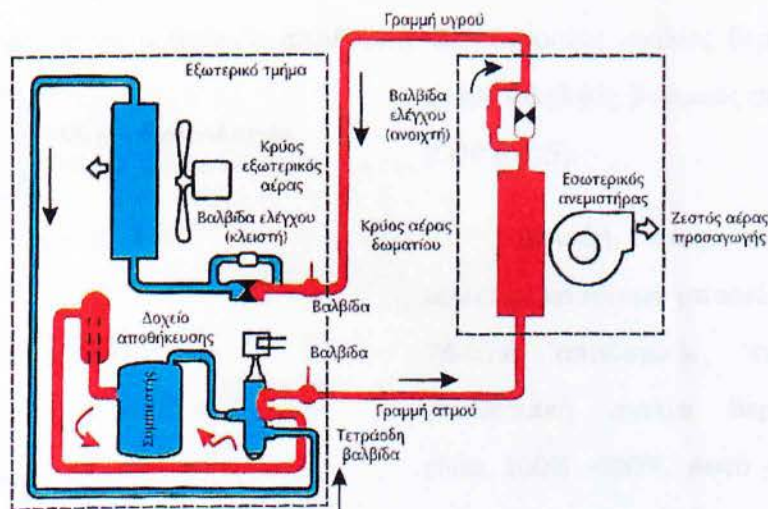 Γραμμή υγρού
Εξωτερικό τμήμα
Βαλβίδα
ελέγχου
(ανοιχτή)
Κρύος
εξωτερικός
αέρας
Βαλβίδα ελέγχου
(κλειστή)
Κρύος αέρας
δωματίου
Εσωτερικός
ανεμιστήρας
Ζεστός αέρας
προσαγωγής
Βαλβίδα
Δοχείο
αποθήκευσης
Βαλβίδα
Συμπιεστής
Γραμμή ατμού
Τετράοδη
βαλβίδα